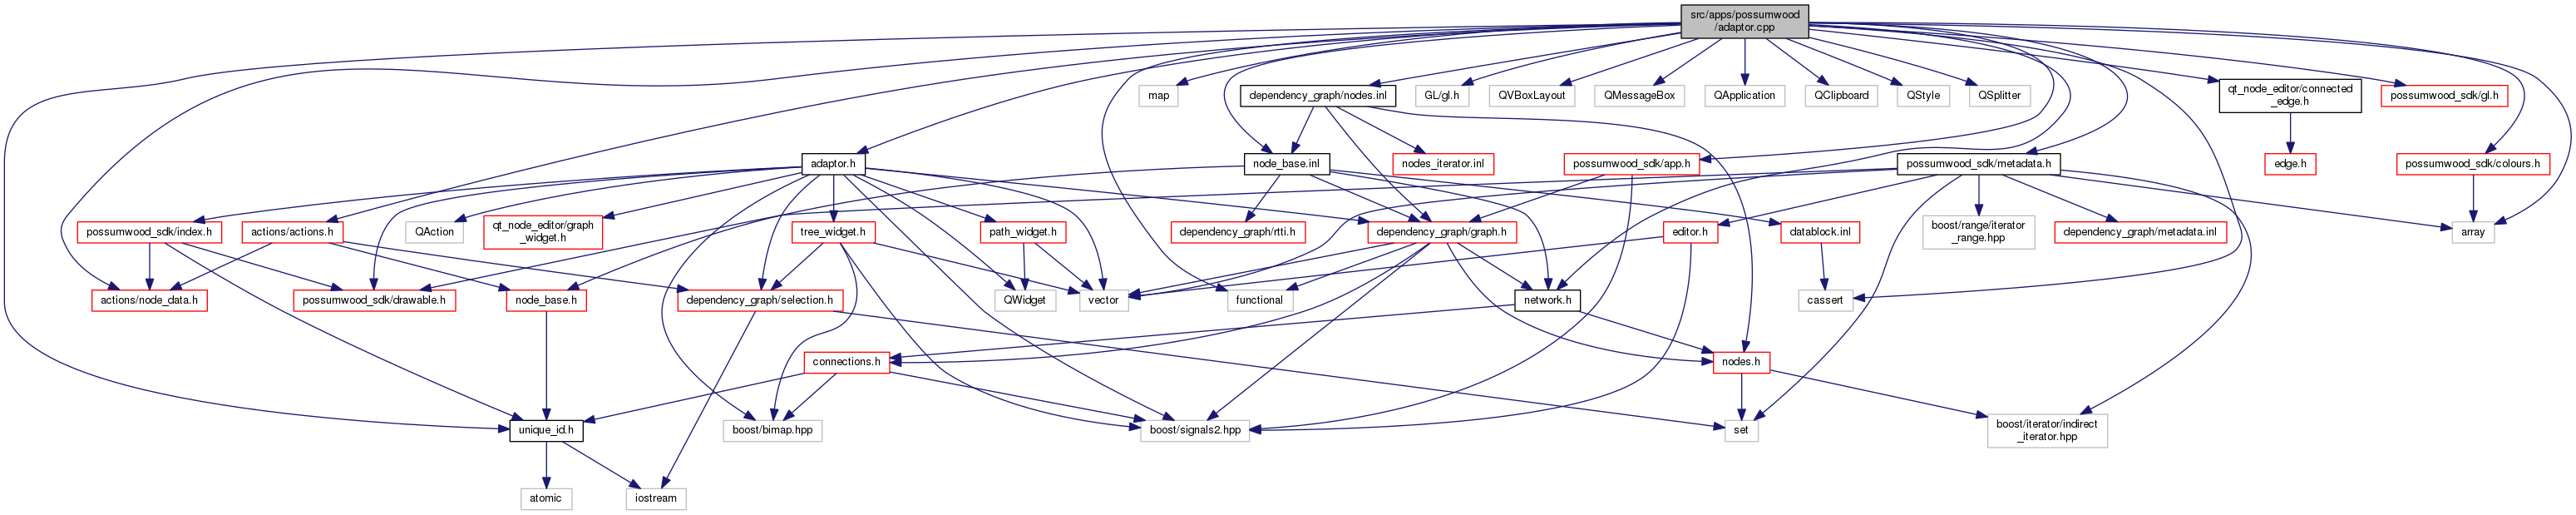 src/apps/possumwood
/adaptor.cpp
map
dependency_graph/nodes.inl
GL/gl.h
QVBoxLayout
QMessageBox
QApplication
QClipboard
QStyle
QSplitter
qt_node_editor/connected
_edge.h
possumwood_sdk/gl.h
adaptor.h
node_base.inl
nodes_iterator.inl
possumwood_sdk/app.h
possumwood_sdk/metadata.h
edge.h
possumwood_sdk/colours.h
possumwood_sdk/index.h
actions/actions.h
QAction
qt_node_editor/graph
_widget.h
tree_widget.h
path_widget.h
dependency_graph/rtti.h
dependency_graph/graph.h
editor.h
datablock.inl
boost/range/iterator
_range.hpp
dependency_graph/metadata.inl
array
actions/node_data.h
possumwood_sdk/drawable.h
node_base.h
dependency_graph/selection.h
QWidget
vector
functional
network.h
cassert
connections.h
nodes.h
unique_id.h
boost/bimap.hpp
boost/signals2.hpp
set
boost/iterator/indirect
_iterator.hpp
atomic
iostream